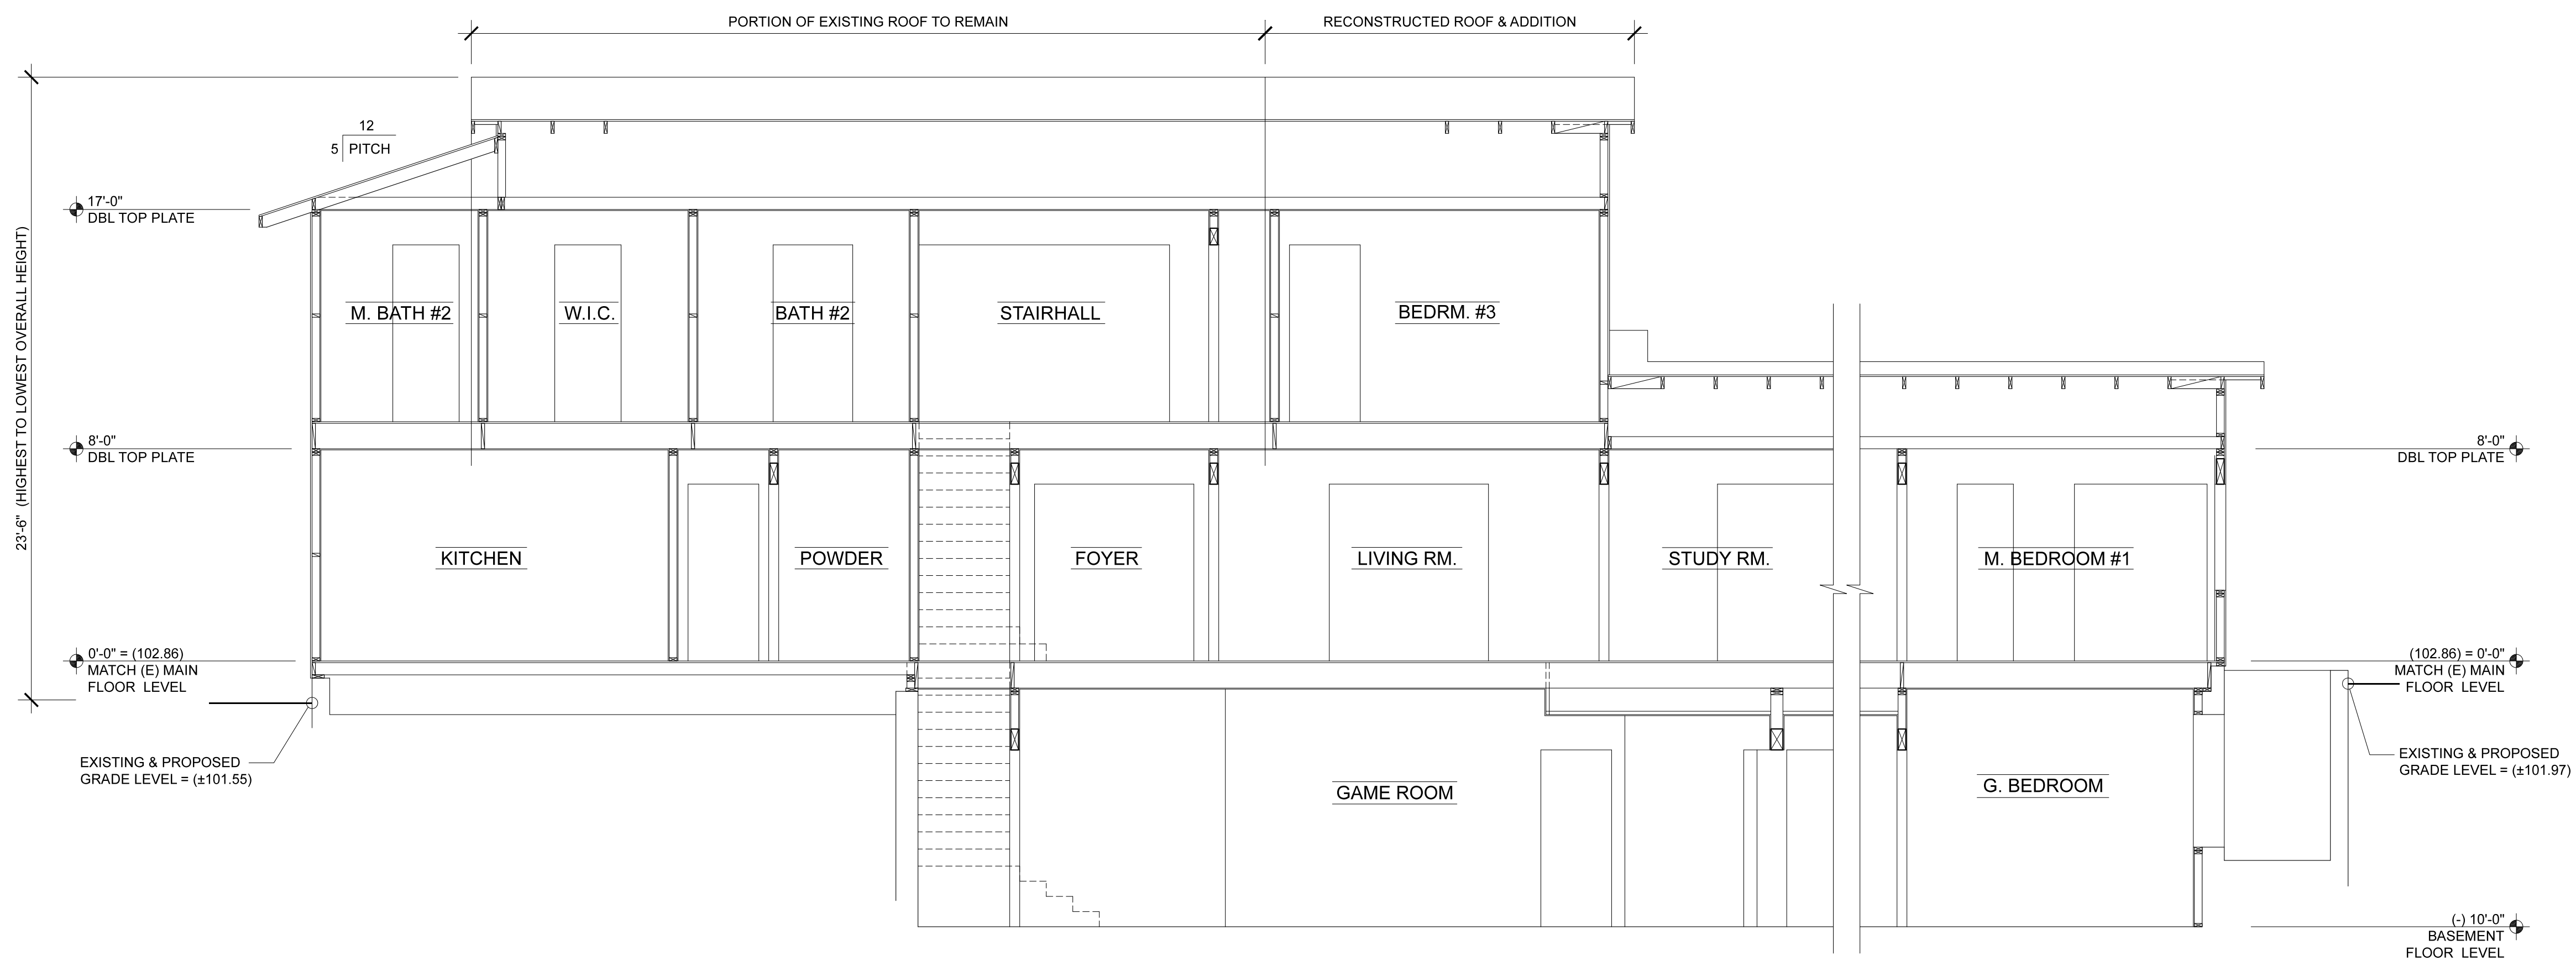 PORTION OF EXISTING ROOF TO REMAIN
RECONSTRUCTED ROOF & ADDITION
12
5 PITCH
17'-0"
DBL TOP PLATE
23'-6" (HIGHEST TO LOWEST OVERALL HEIGHT)
M. BATH #2
W.I.C.
BATH #2
STAIRHALL
BEDRM. #3
8'-0"
DBL TOP PLATE
8'-0"
DBL TOP PLATE
KITCHEN
POWDER
FOYER
LIVING RM.
STUDY RM.
M. BEDROOM #1
0'-0" = (102.86)
MATCH (E) MAIN
FLOOR LEVEL
(102.86) = 0'-0"
MATCH (E) MAIN
FLOOR LEVEL
EXISTING & PROPOSED
GRADE LEVEL = (±101.55)
GAME ROOM
G. BEDROOM
EXISTING & PROPOSED
GRADE LEVEL = (±101.97)
(-) 10'-0"
BASEMENT
FLOOR LEVEL